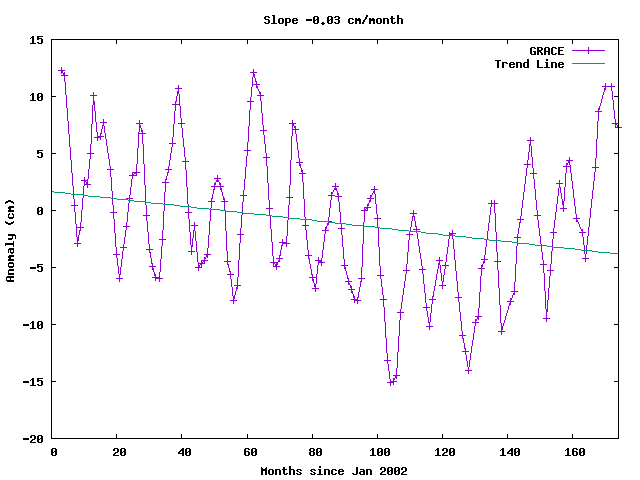 Slope -0.03 cm/month
GRACE
Trend Line
15
10
5
0
-5
-10
-15
-20
Anomaly (cm)
0 20 40 60 80 100 120 140 160
Months since Jan 2002